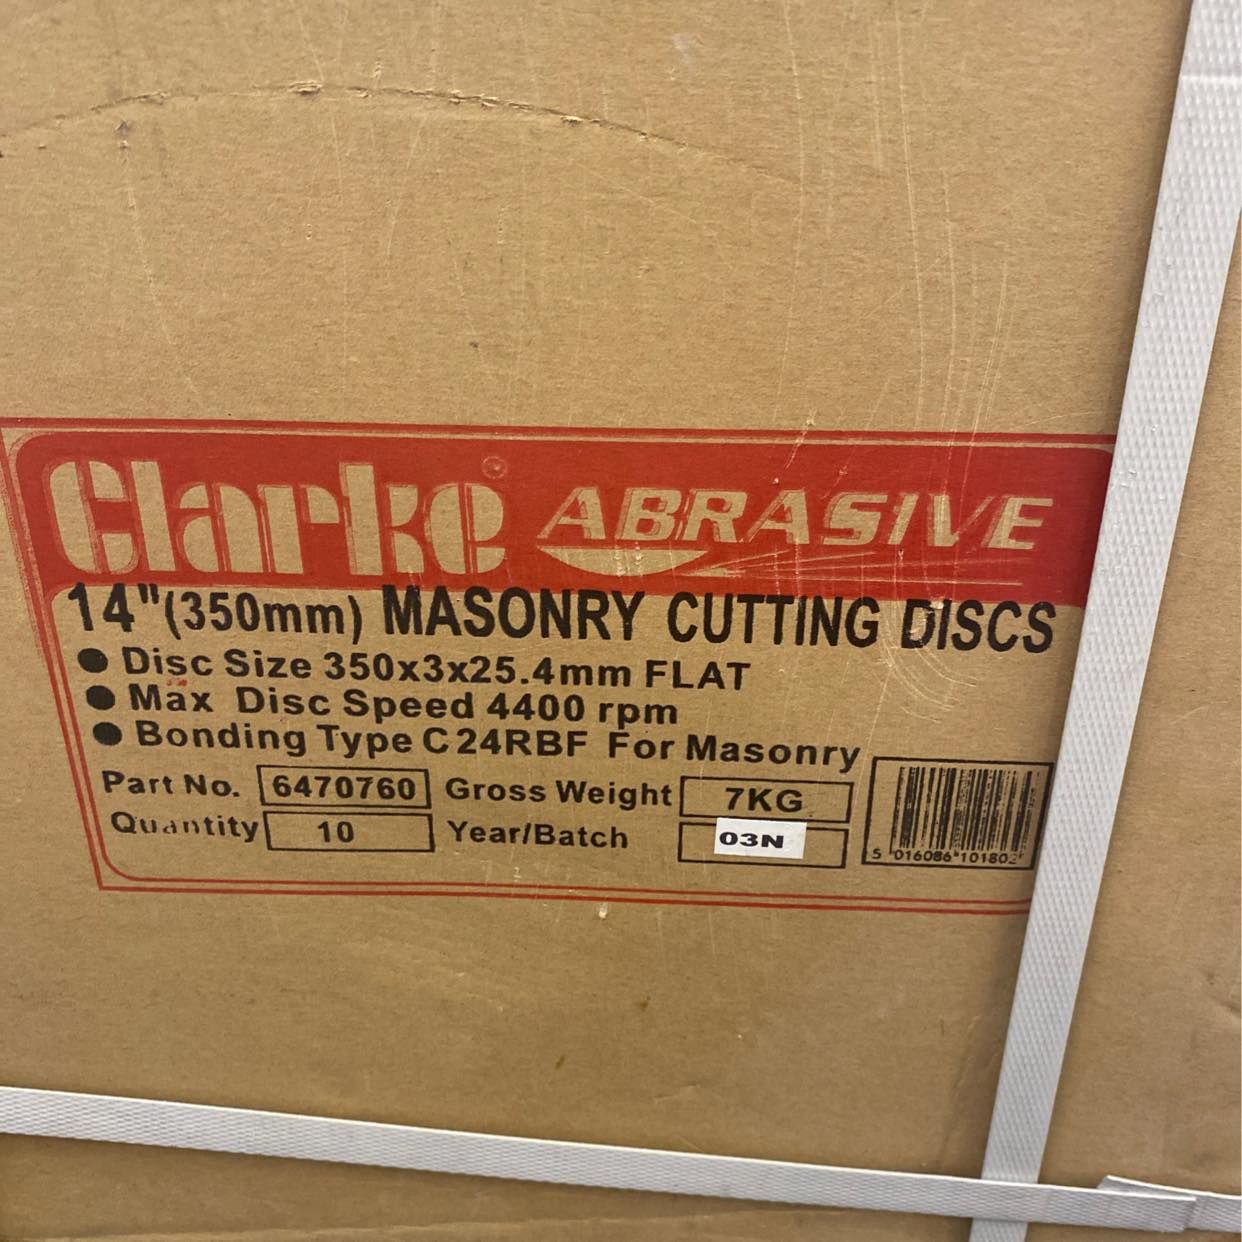 Clarke® ABRASIVE
14"(350mm) MASONRY CUTTING DISCS
● Disc Size 350x3x25.4mm FLAT
● Max Disc Speed 4400 rpm
● Bonding Type C24RBF For Masonry
Part No. 6470760 Gross Weight 7KG
Quantity 10 Year/Batch 03N
5 016086 101802